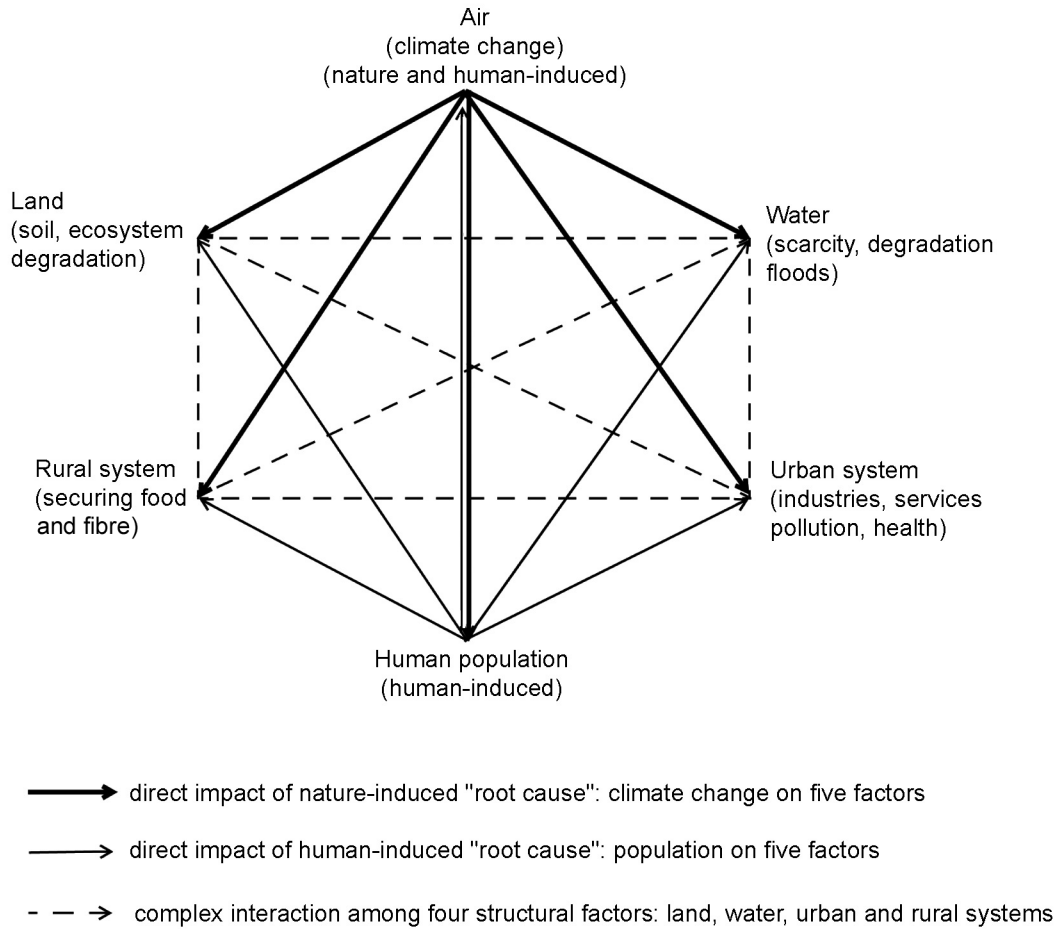 Air
(climate change)
(nature and human-induced)
Land
(soil, ecosystem
degradation)
Water
(scarcity, degradation
floods)
Rural system
(securing food
and fibre)
Urban system
(industries, services
pollution, health)
Human population
(human-induced)
direct impact of nature-induced "root cause": climate change on five factors
direct impact of human-induced "root cause": population on five factors
complex interaction among four structural factors: land, water, urban and rural systems